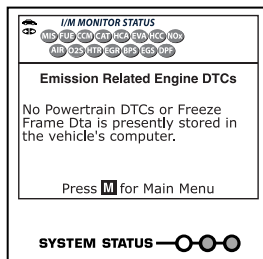 I/M MONITOR STATUS
MIS FUE CCM CAT HCA EVA HCC NOx
AIR O2S HTR EGR BPS EGS DPF
Emission Related Engine DTCs
No Powertrain DTCs or Freeze
Frame Dta is presently stored in
the vehicle's computer.
Press M for Main Menu
SYSTEM STATUS